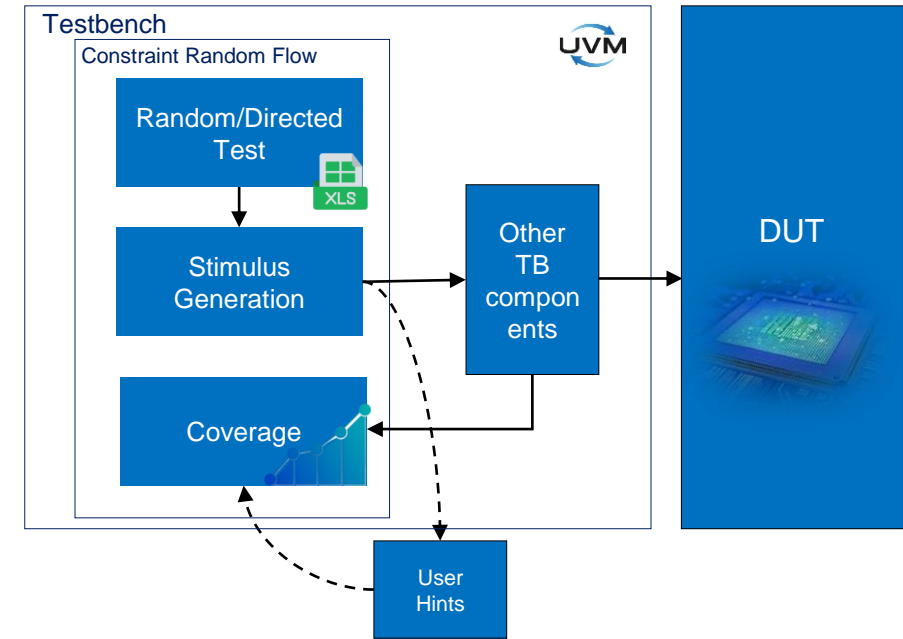 Testbench
Constraint Random Flow
UVM
Random/Directed
Test
XLS
Stimulus
Generation
Other
TB
compon
ents
DUT
Coverage
User
Hints